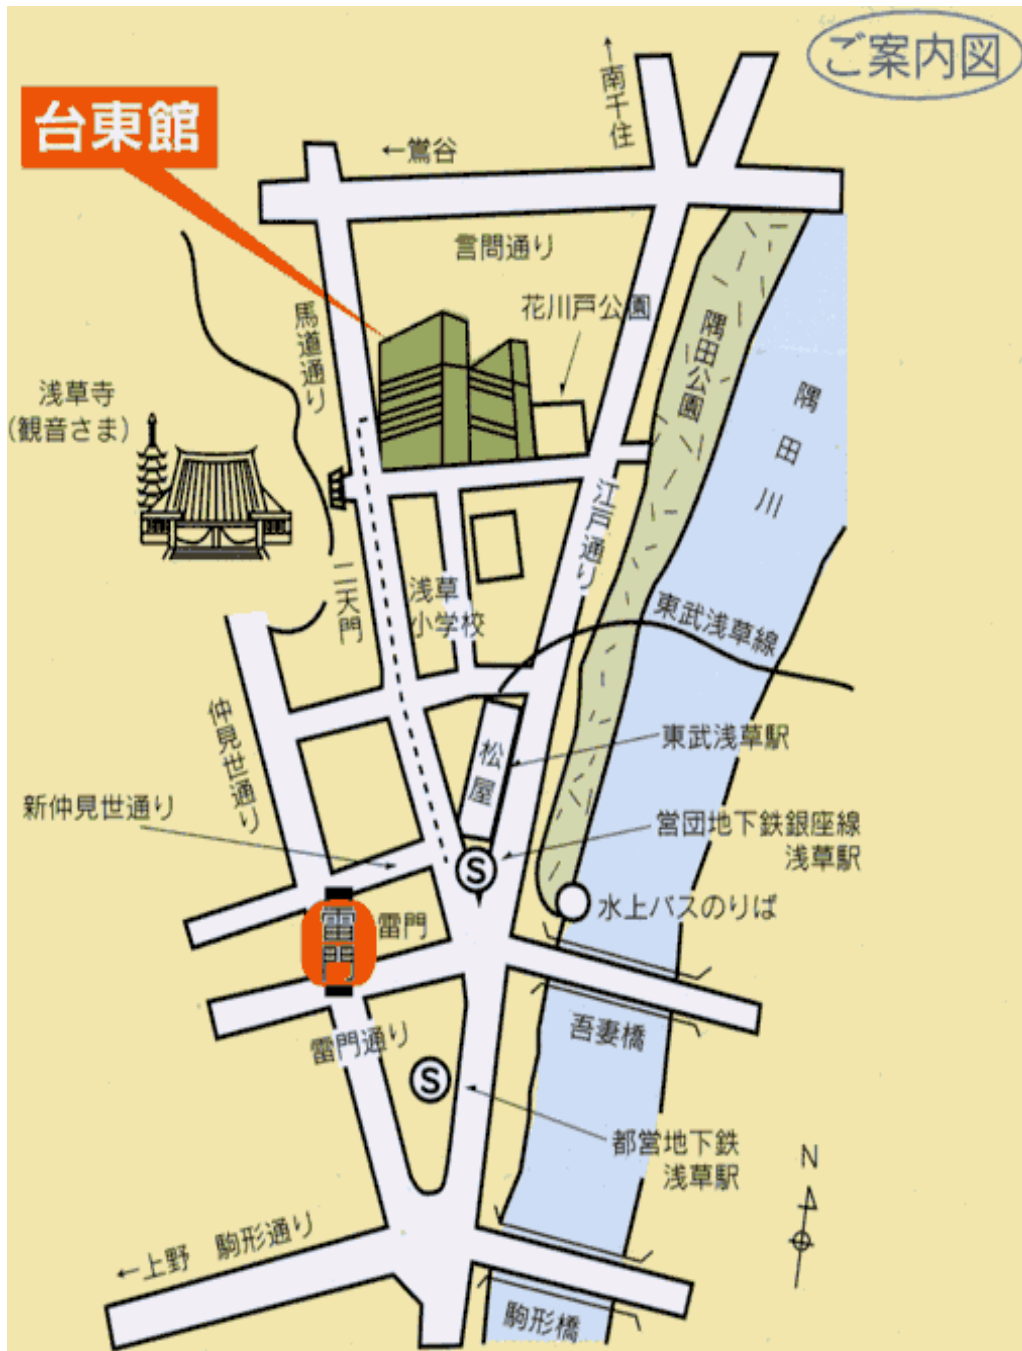 ご案内図
台東館
←南千住
←鶯谷
言問通り
花川戸公園
馬道通り
隅田公園
隅田川
浅草寺
(観音さま)
江戸通り
二天門
浅草
小学校
東武浅草線
仲見世通り
松屋
東武浅草駅
新仲見世通り
営団地下鉄銀座線
浅草駅
S
水上バスのりば
雷門
雷門
雷門通り
吾妻橋
S
都営地下鉄
浅草駅
N
←上野 駒形通り
駒形橋